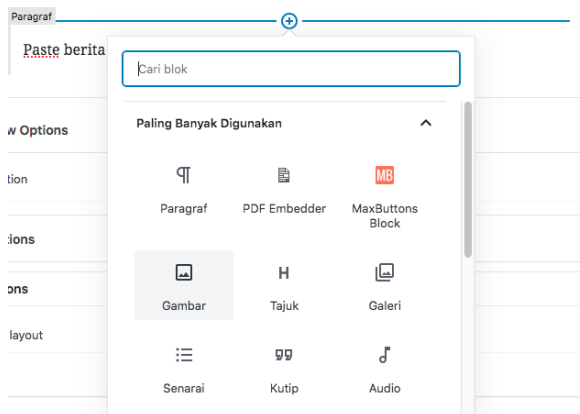 Paragraf
Paste berita
Cari blok
Paling Banyak Digunakan
w Options
Paragraf
PDF Embedder
MB
MaxButtons
Block
tion
tions
ons
Gambar
H
Tajuk
Galeri
layout
Senarai
Kutip
Audio